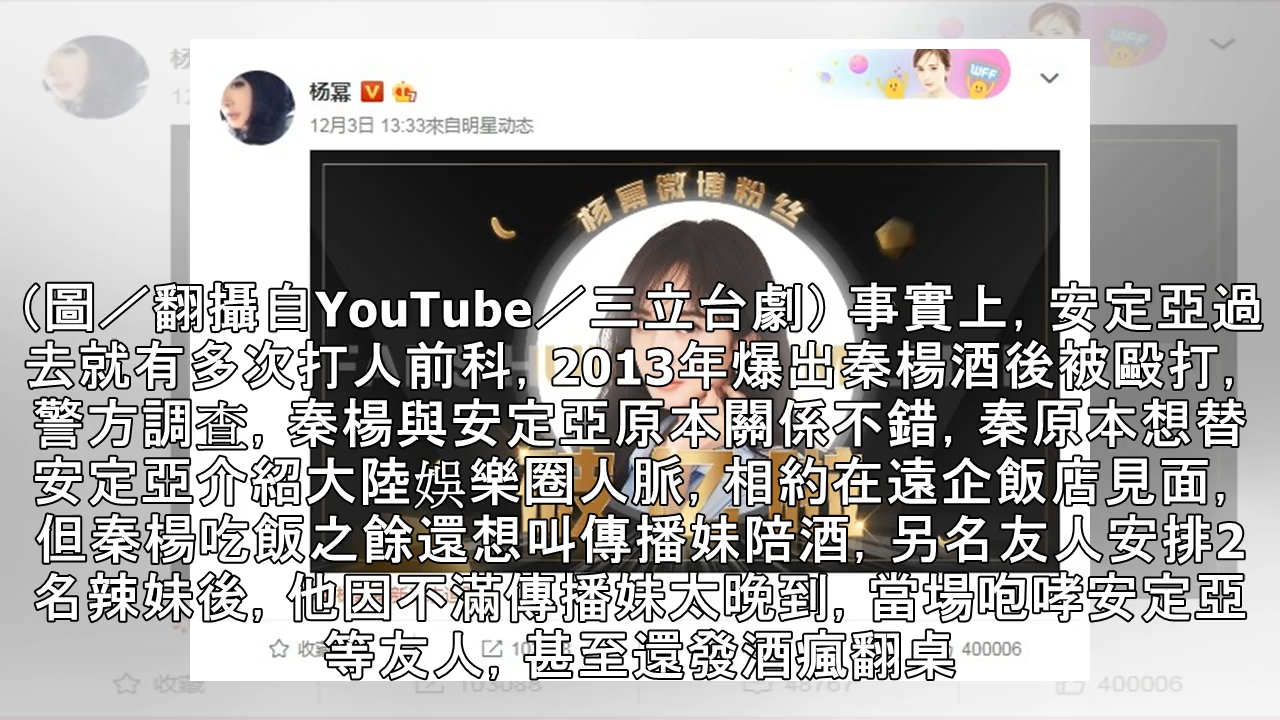 杨幂
WFF
12月3日 13:33來自明星动态
杨幂微博粉丝
(圖／翻攝自YouTube／三立台劇) 事實上, 安定亞過
去就有多次打人前科, 2013年爆出秦楊酒後被毆打,
警方調查, 秦楊與安定亞原本關係不錯, 秦原本想替
安定亞介紹大陸娛樂圈人脈, 相約在遠企飯店見面,
但秦楊吃飯之餘還想叫傳播妹陪酒, 另名友人安排2
名辣妹後, 他因不滿傳播妹太晚到, 當場咆哮安定亞
等友人, 甚至還發酒瘋翻桌
收藏
400006
收藏
103088
48767
400006